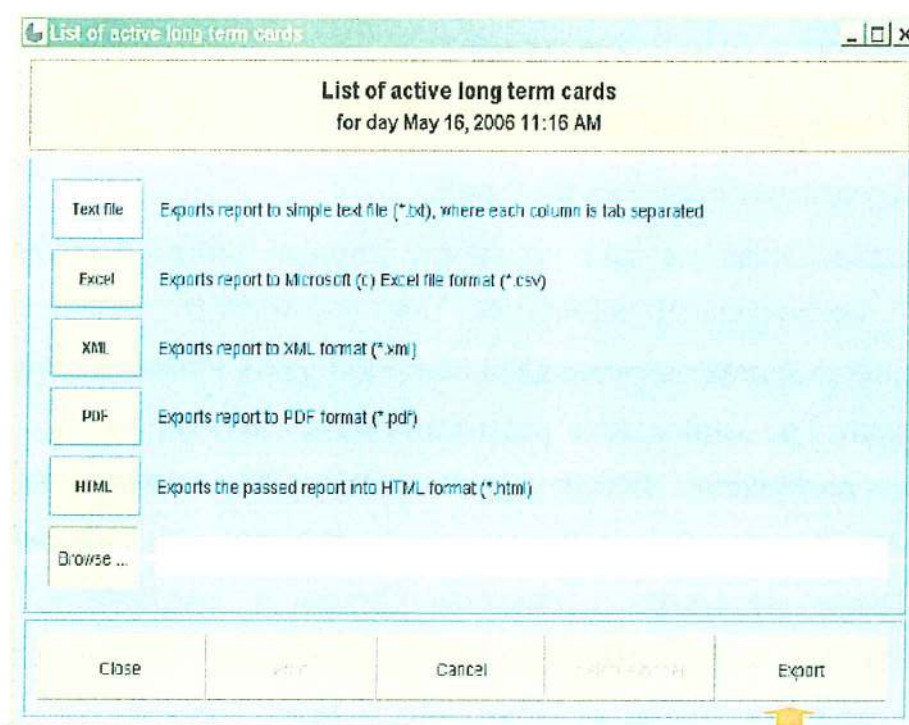 List of active long term cards
List of active long term cards
for day May 16, 2006 11:16 AM
Text file Exports report to simple text file (*.txt), where each column is tab separated
Excel Exports report to Microsoft (c) Excel file format (*.csv)
XML Exports report to XML format (*.xml)
PDF Exports report to PDF format (*.pdf)
HTML Exports the passed report into HTML format (*.html)
Browse ...
Close Cancel Export